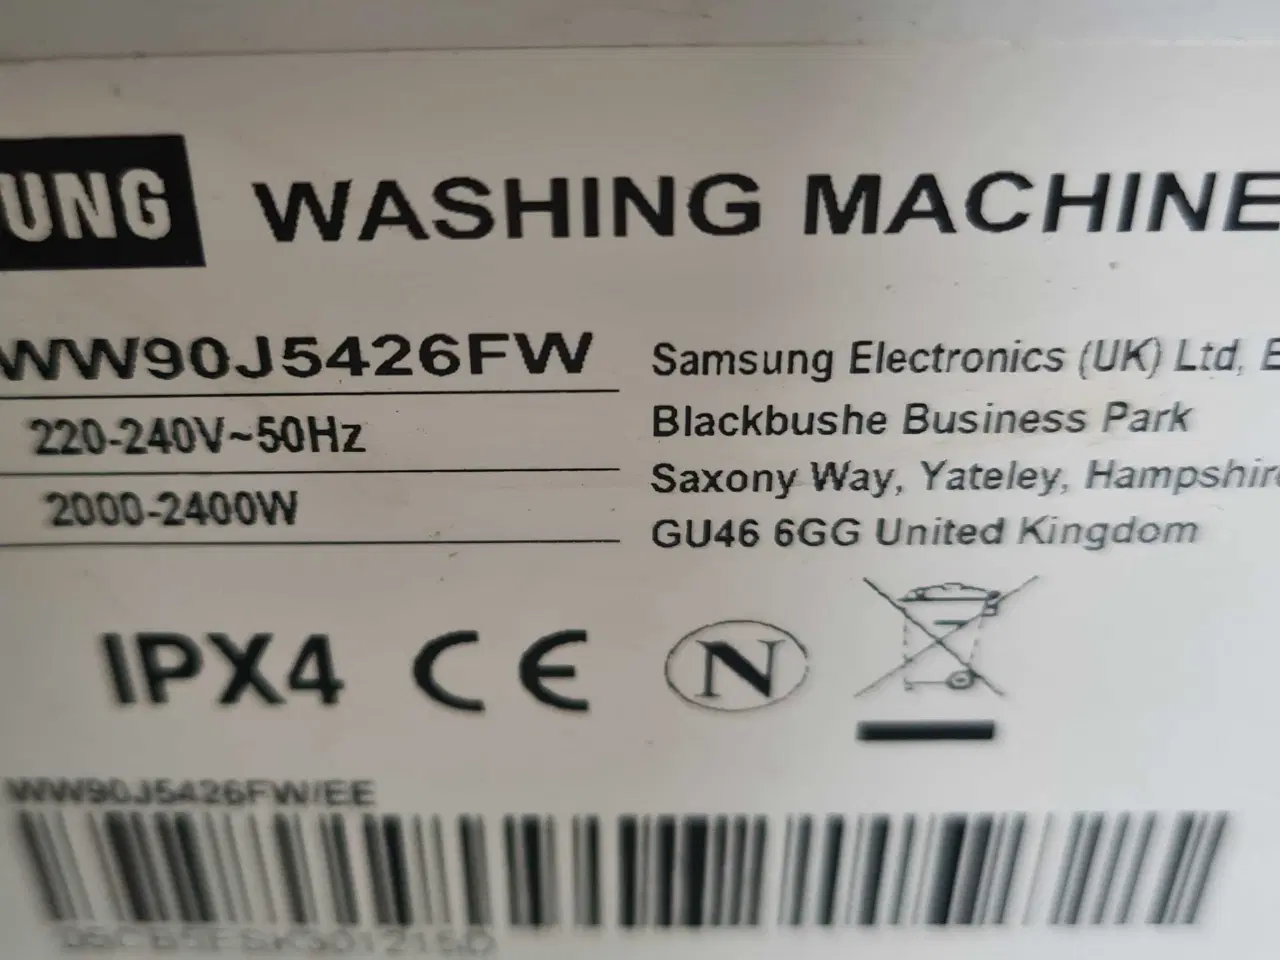 UNG WASHING MACHINE
WW90J5426FW
220-240V~50Hz
2000-2400W
Samsung Electronics (UK) Ltd, E
Blackbushe Business Park
Saxony Way, Yateley, Hampshire
GU46 6GG United Kingdom
IPX4 CE N
WW90J5426FW/EE